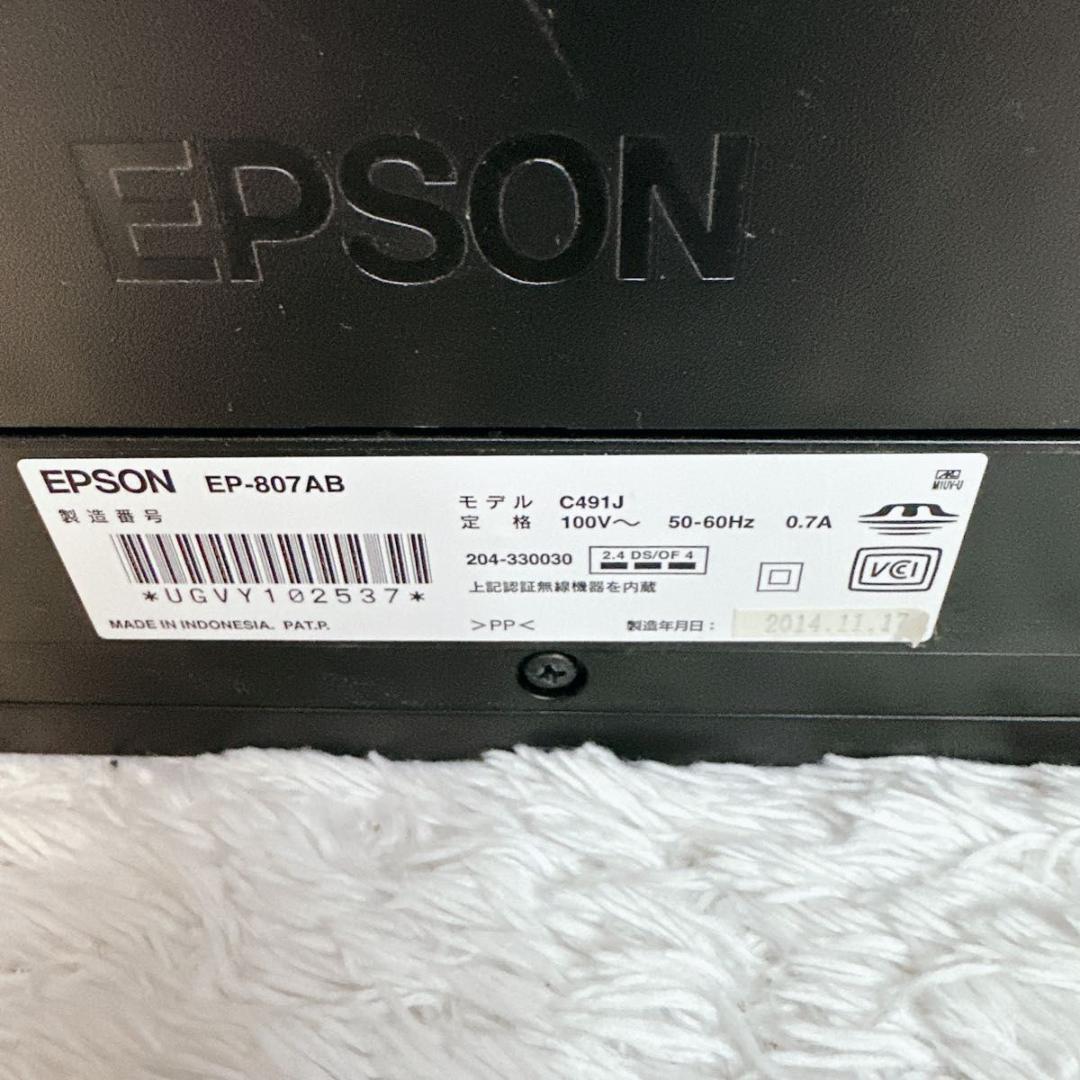 EPSON
EPSON EP-807AB
製造番号
*UGVY102537*
MADE IN INDONESIA. PAT.P.
モデル C491J
定格 100V〜 50-60Hz 0.7A
204-330030 2.4 DS/OF 4
上記認証無線機器を内蔵
>PP<
製造年月日: 2014.11.17
M1UV-U
VCCI